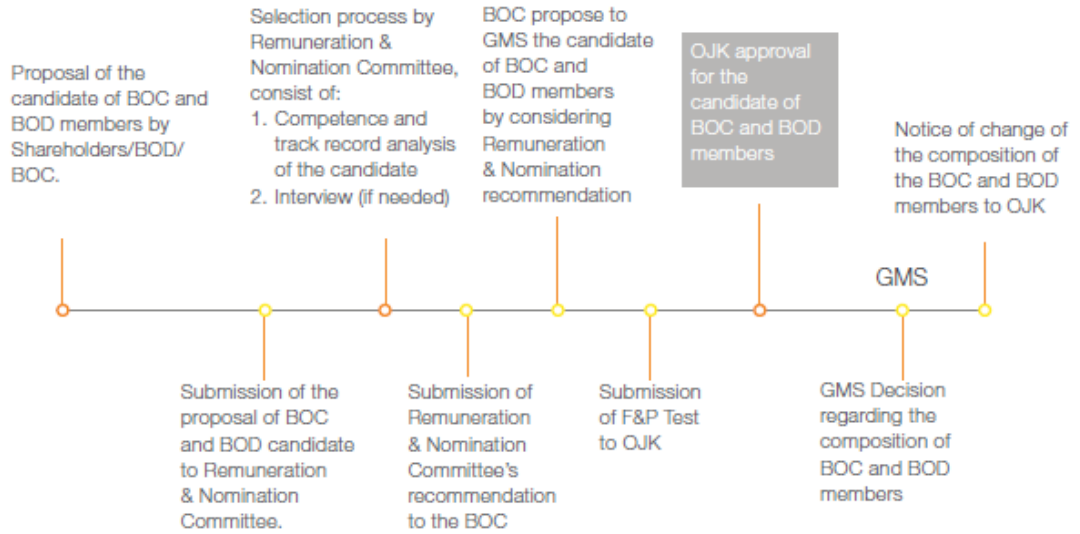 Proposal of the
candidate of BOC and
BOD members by
Shareholders/BOD/
BOC.
Submission of the
proposal of BOC
and BOD candidate
to Remuneration
& Nomination
Committee.
Selection process by
Remuneration &
Nomination Committee,
consist of:
1. Competence and
track record analysis
of the candidate
2. Interview (if needed)
Submission of
Remuneration
& Nomination
Committee's
recommendation
to the BOC
BOC propose to
GMS the candidate
of BOC and
BOD members
by considering
Remuneration
& Nomination
recommendation
Submission
of F&P Test
to OJK
OJK approval
for the
candidate of
BOC and BOD
members
GMS
GMS Decision
regarding the
composition of
BOC and BOD
members
Notice of change of
the composition of
the BOC and BOD
members to OJK